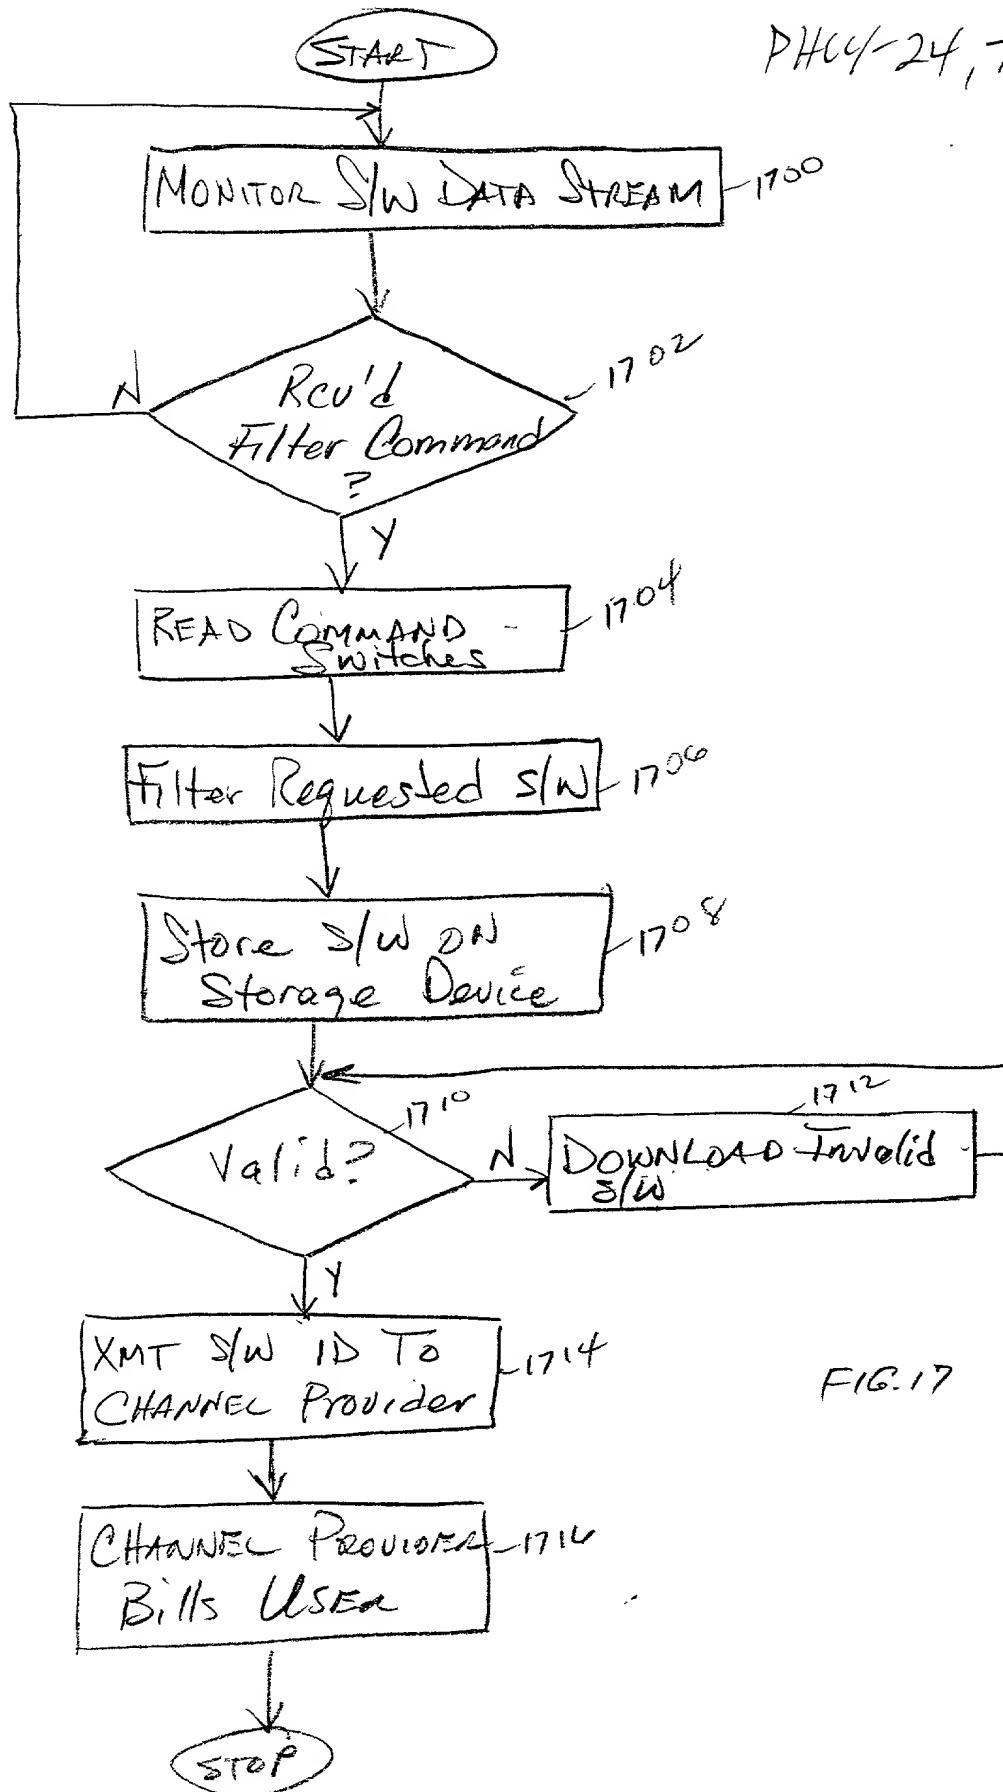 START
MONITOR S/W DATA STREAM
1700
N
Rcv'd
Filter Command
?
1702
Y
READ COMMAND
Switches
1704
Filter Requested S/W
1706
Store S/W ON
Storage Device
1708
Valid?
1710
N
1712
DOWNLOAD Invalid
S/W
Y
XMT S/W ID To
CHANNEL Provider
1714
FIG.17
CHANNEL PROVIDER
Bills USER
1716
STOP